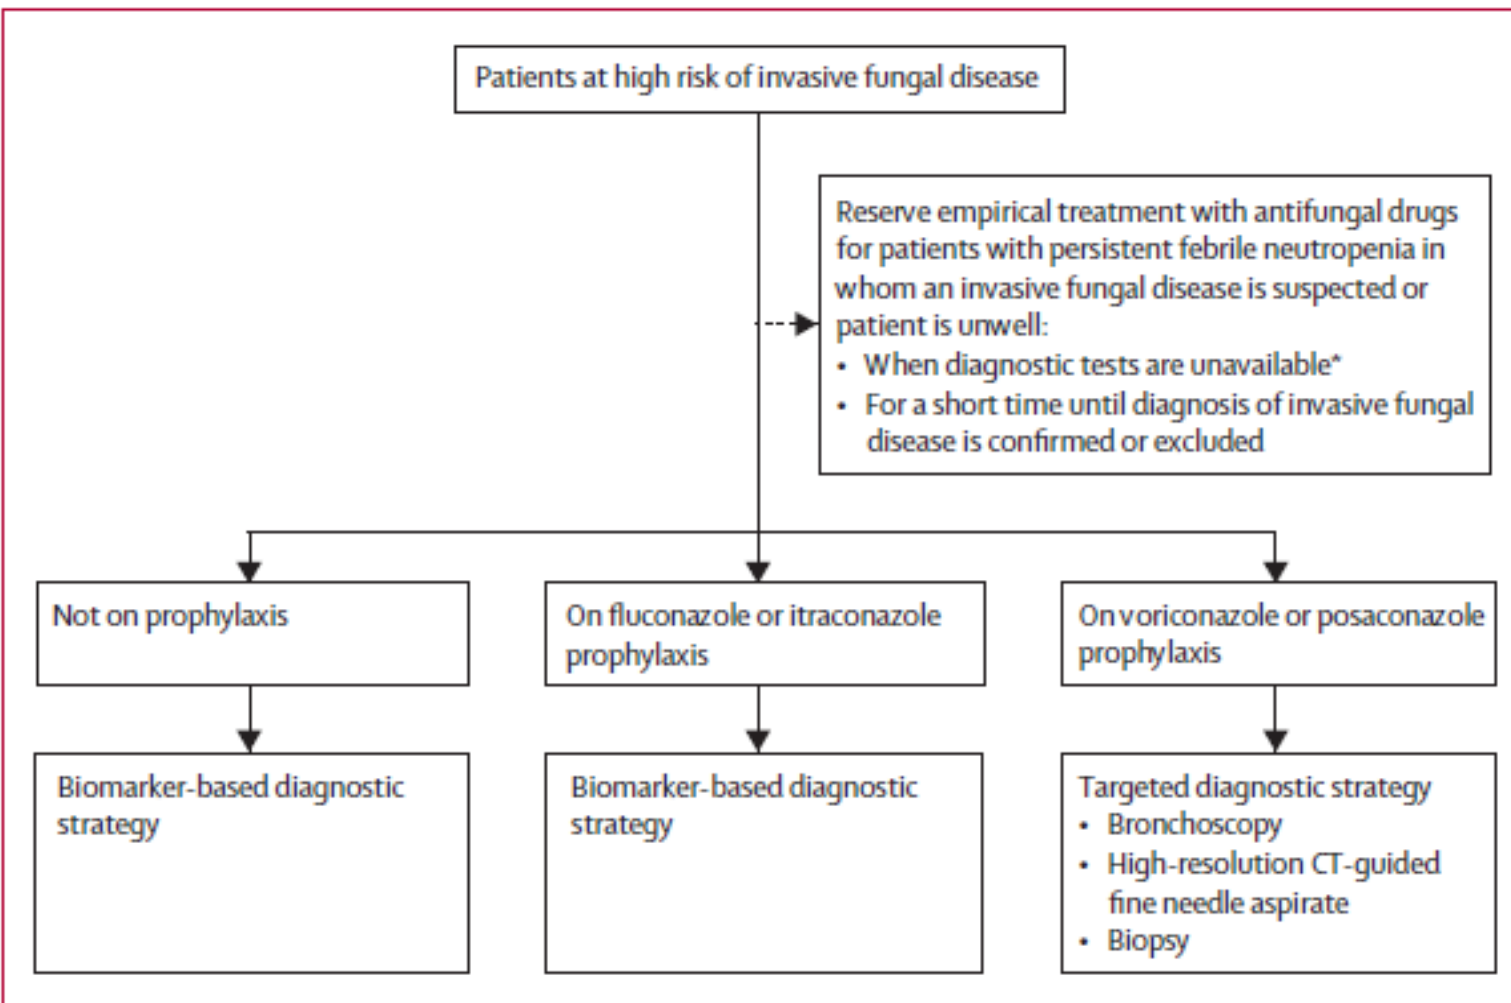 Patients at high risk of invasive fungal disease
Reserve empirical treatment with antifungal drugs
for patients with persistent febrile neutropenia in
whom an invasive fungal disease is suspected or
patient is unwell:
• When diagnostic tests are unavailable*
• For a short time until diagnosis of invasive fungal
disease is confirmed or excluded
Not on prophylaxis
On fluconazole or itraconazole
prophylaxis
On voriconazole or posaconazole
prophylaxis
Biomarker-based diagnostic
strategy
Biomarker-based diagnostic
strategy
Targeted diagnostic strategy
• Bronchoscopy
• High-resolution CT-guided
fine needle aspirate
• Biopsy